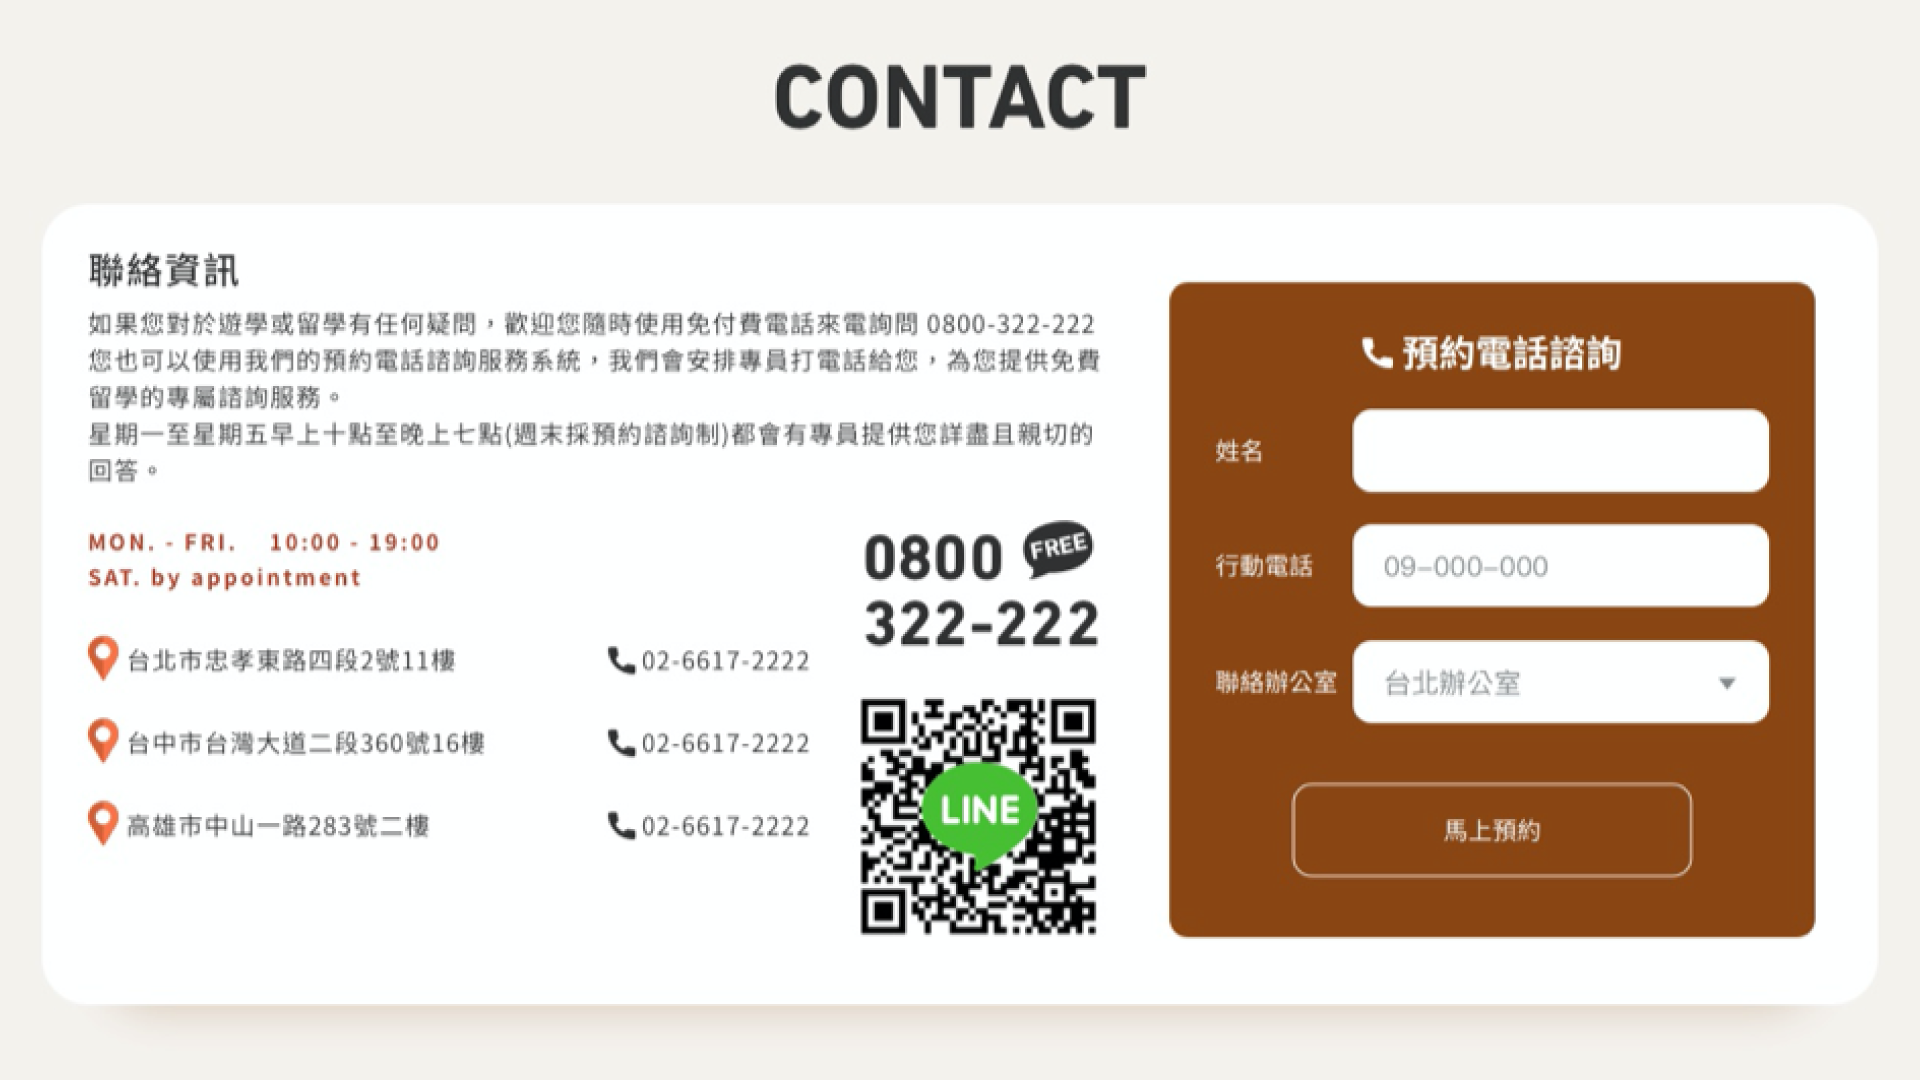 CONTACT
聯絡資訊
如果您對於遊學或留學有任何疑問，歡迎您隨時使用免付費電話來電詢問 0800-322-222
您也可以使用我們的預約電話諮詢服務系統，我們會安排專員打電話給您，為您提供免費
留學的專屬諮詢服務。
星期一至星期五早上十點至晚上七點(週末採預約諮詢制)都會有專員提供您詳盡且親切的
回答。
MON. - FRI. 10:00 - 19:00
SAT. by appointment
台北市忠孝東路四段2號11樓 02-6617-2222
台中市台灣大道二段360號16樓 02-6617-2222
高雄市中山一路283號二樓 02-6617-2222
0800 FREE
322-222
LINE
預約電話諮詢
姓名
行動電話 09-000-000
聯絡辦公室 台北辦公室
馬上預約